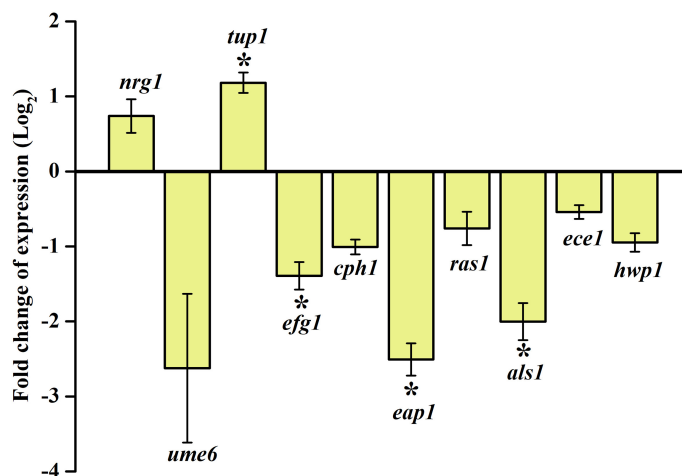 Fold change of expression (Log₂)
2
1
0
-1
-2
-3
-4
nrg1
ume6
tup1
*
efg1
*
cph1
eap1
*
ras1
als1
*
ece1
hwp1